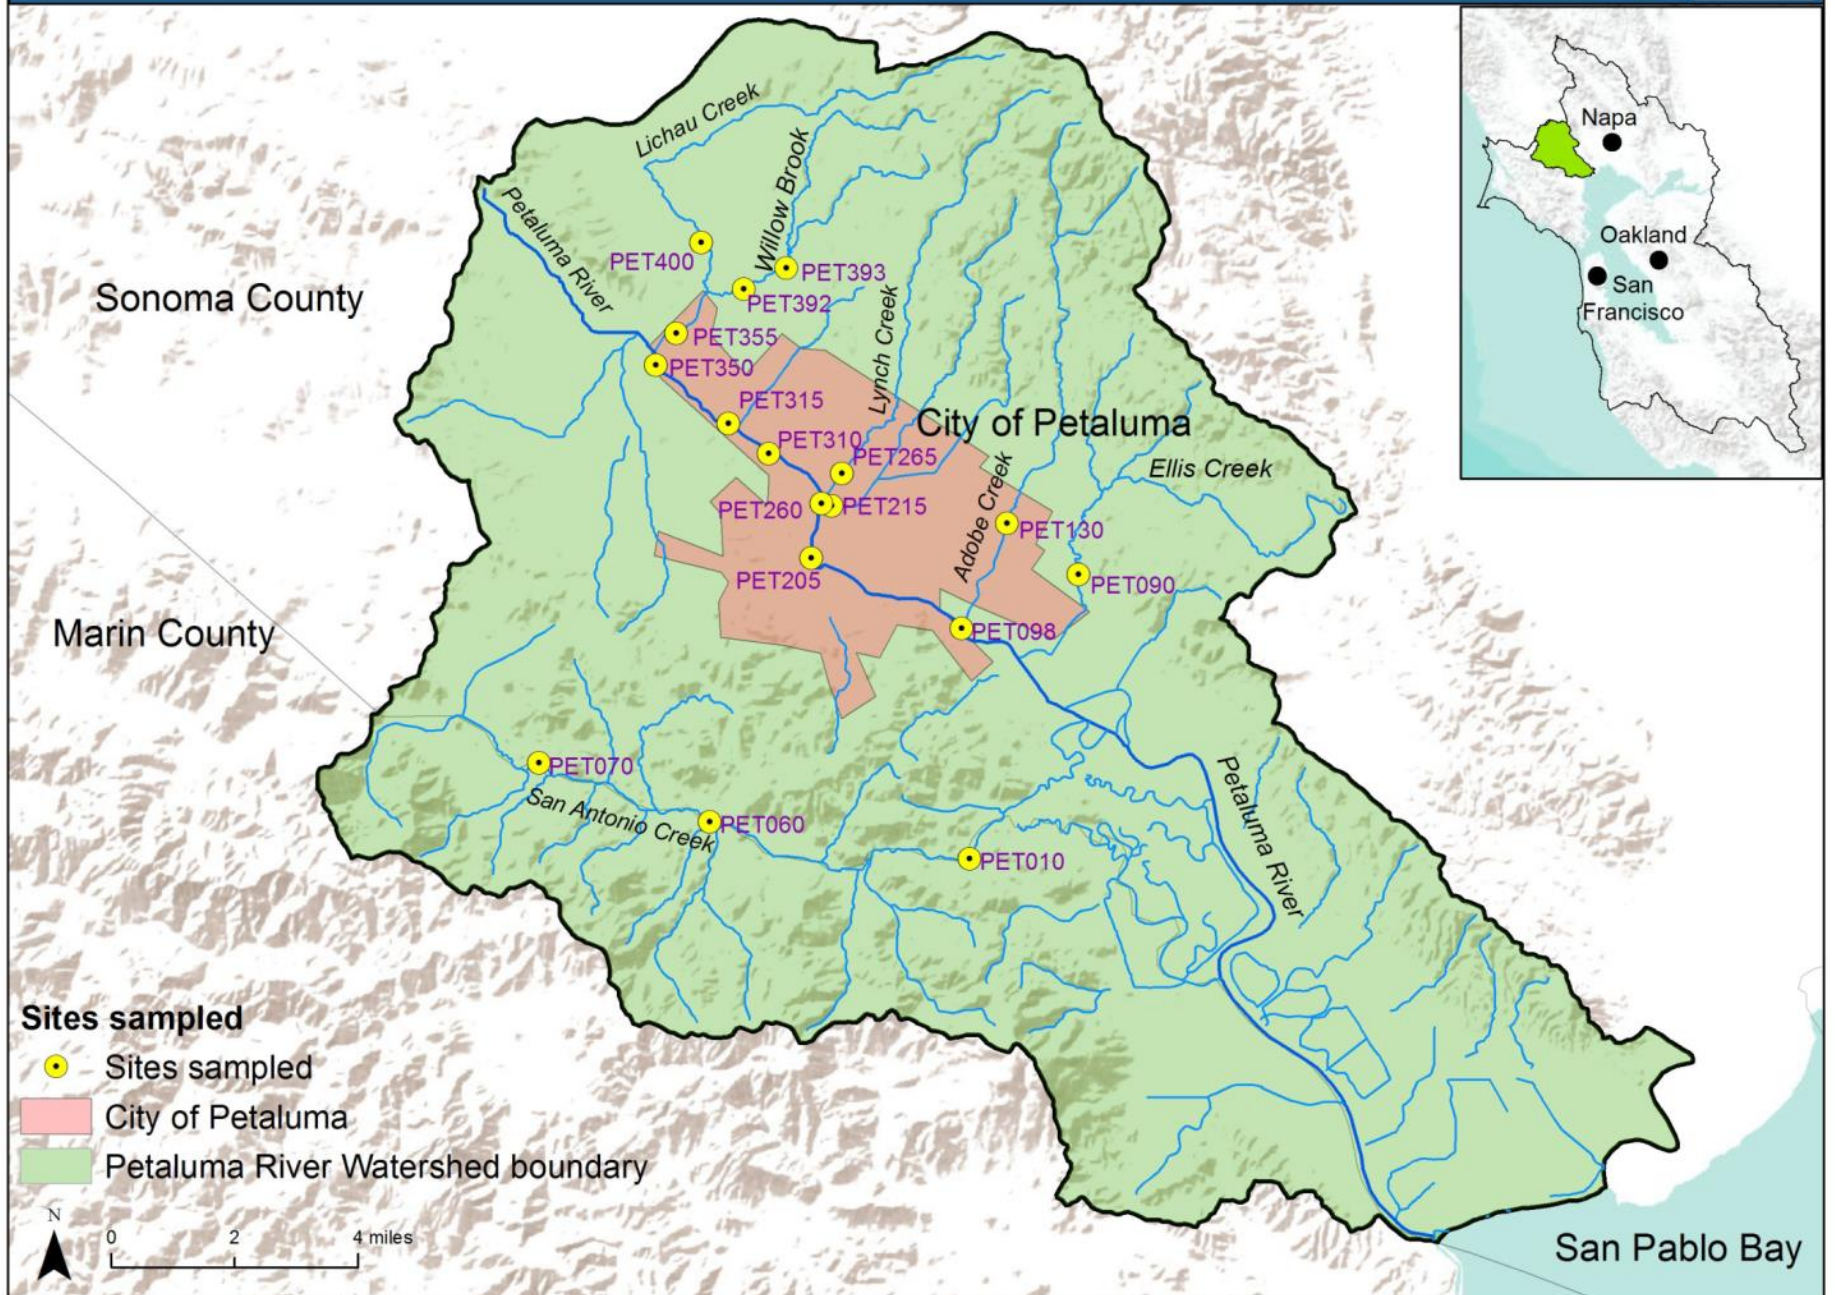 Napa
Oakland
San
Francisco
Lichau Creek
Willow Brook
Petaluma River
PET400
PET393
PET392
Sonoma County
Lynch Creek
PET355
PET350
PET315
City of Petaluma
PET310
PET265
Ellis Creek
PET260
PET215
Adobe Creek
PET130
PET205
PET090
Marin County
PET098
PET070
Petaluma River
San Antonio Creek
PET060
PET010
Sites sampled
Sites sampled
City of Petaluma
Petaluma River Watershed boundary
N
0 2 4 miles
San Pablo Bay